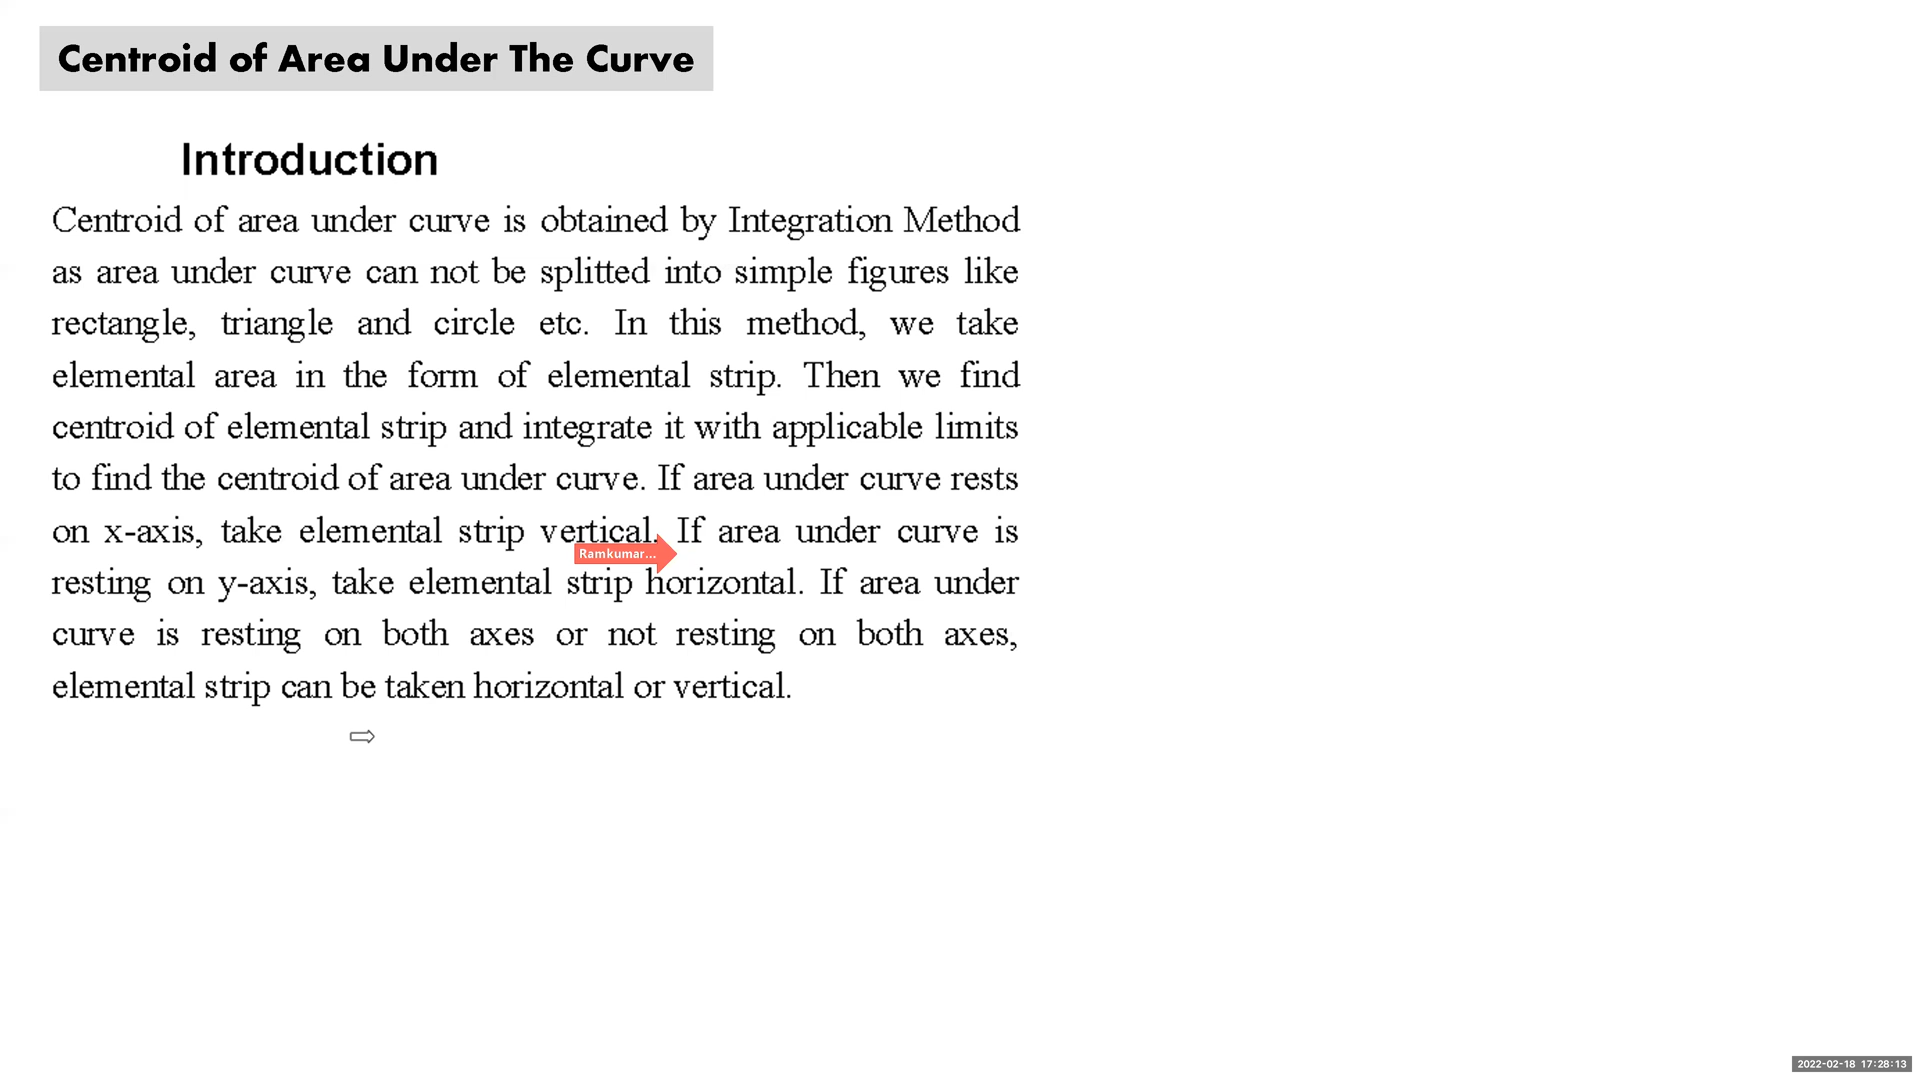 Centroid of Area Under The Curve
Introduction
Centroid of area under curve is obtained by Integration Method
as area under curve can not be splitted into simple figures like
rectangle, triangle and circle etc. In this method, we take
elemental area in the form of elemental strip. Then we find
centroid of elemental strip and integrate it with applicable limits
to find the centroid of area under curve. If area under curve rests
on x-axis, take elemental strip vertical. If area under curve is
Ramkumar...
resting on y-axis, take elemental strip horizontal. If area under
curve is resting on both axes or not resting on both axes,
elemental strip can be taken horizontal or vertical.
2022-02-18 17:28:13